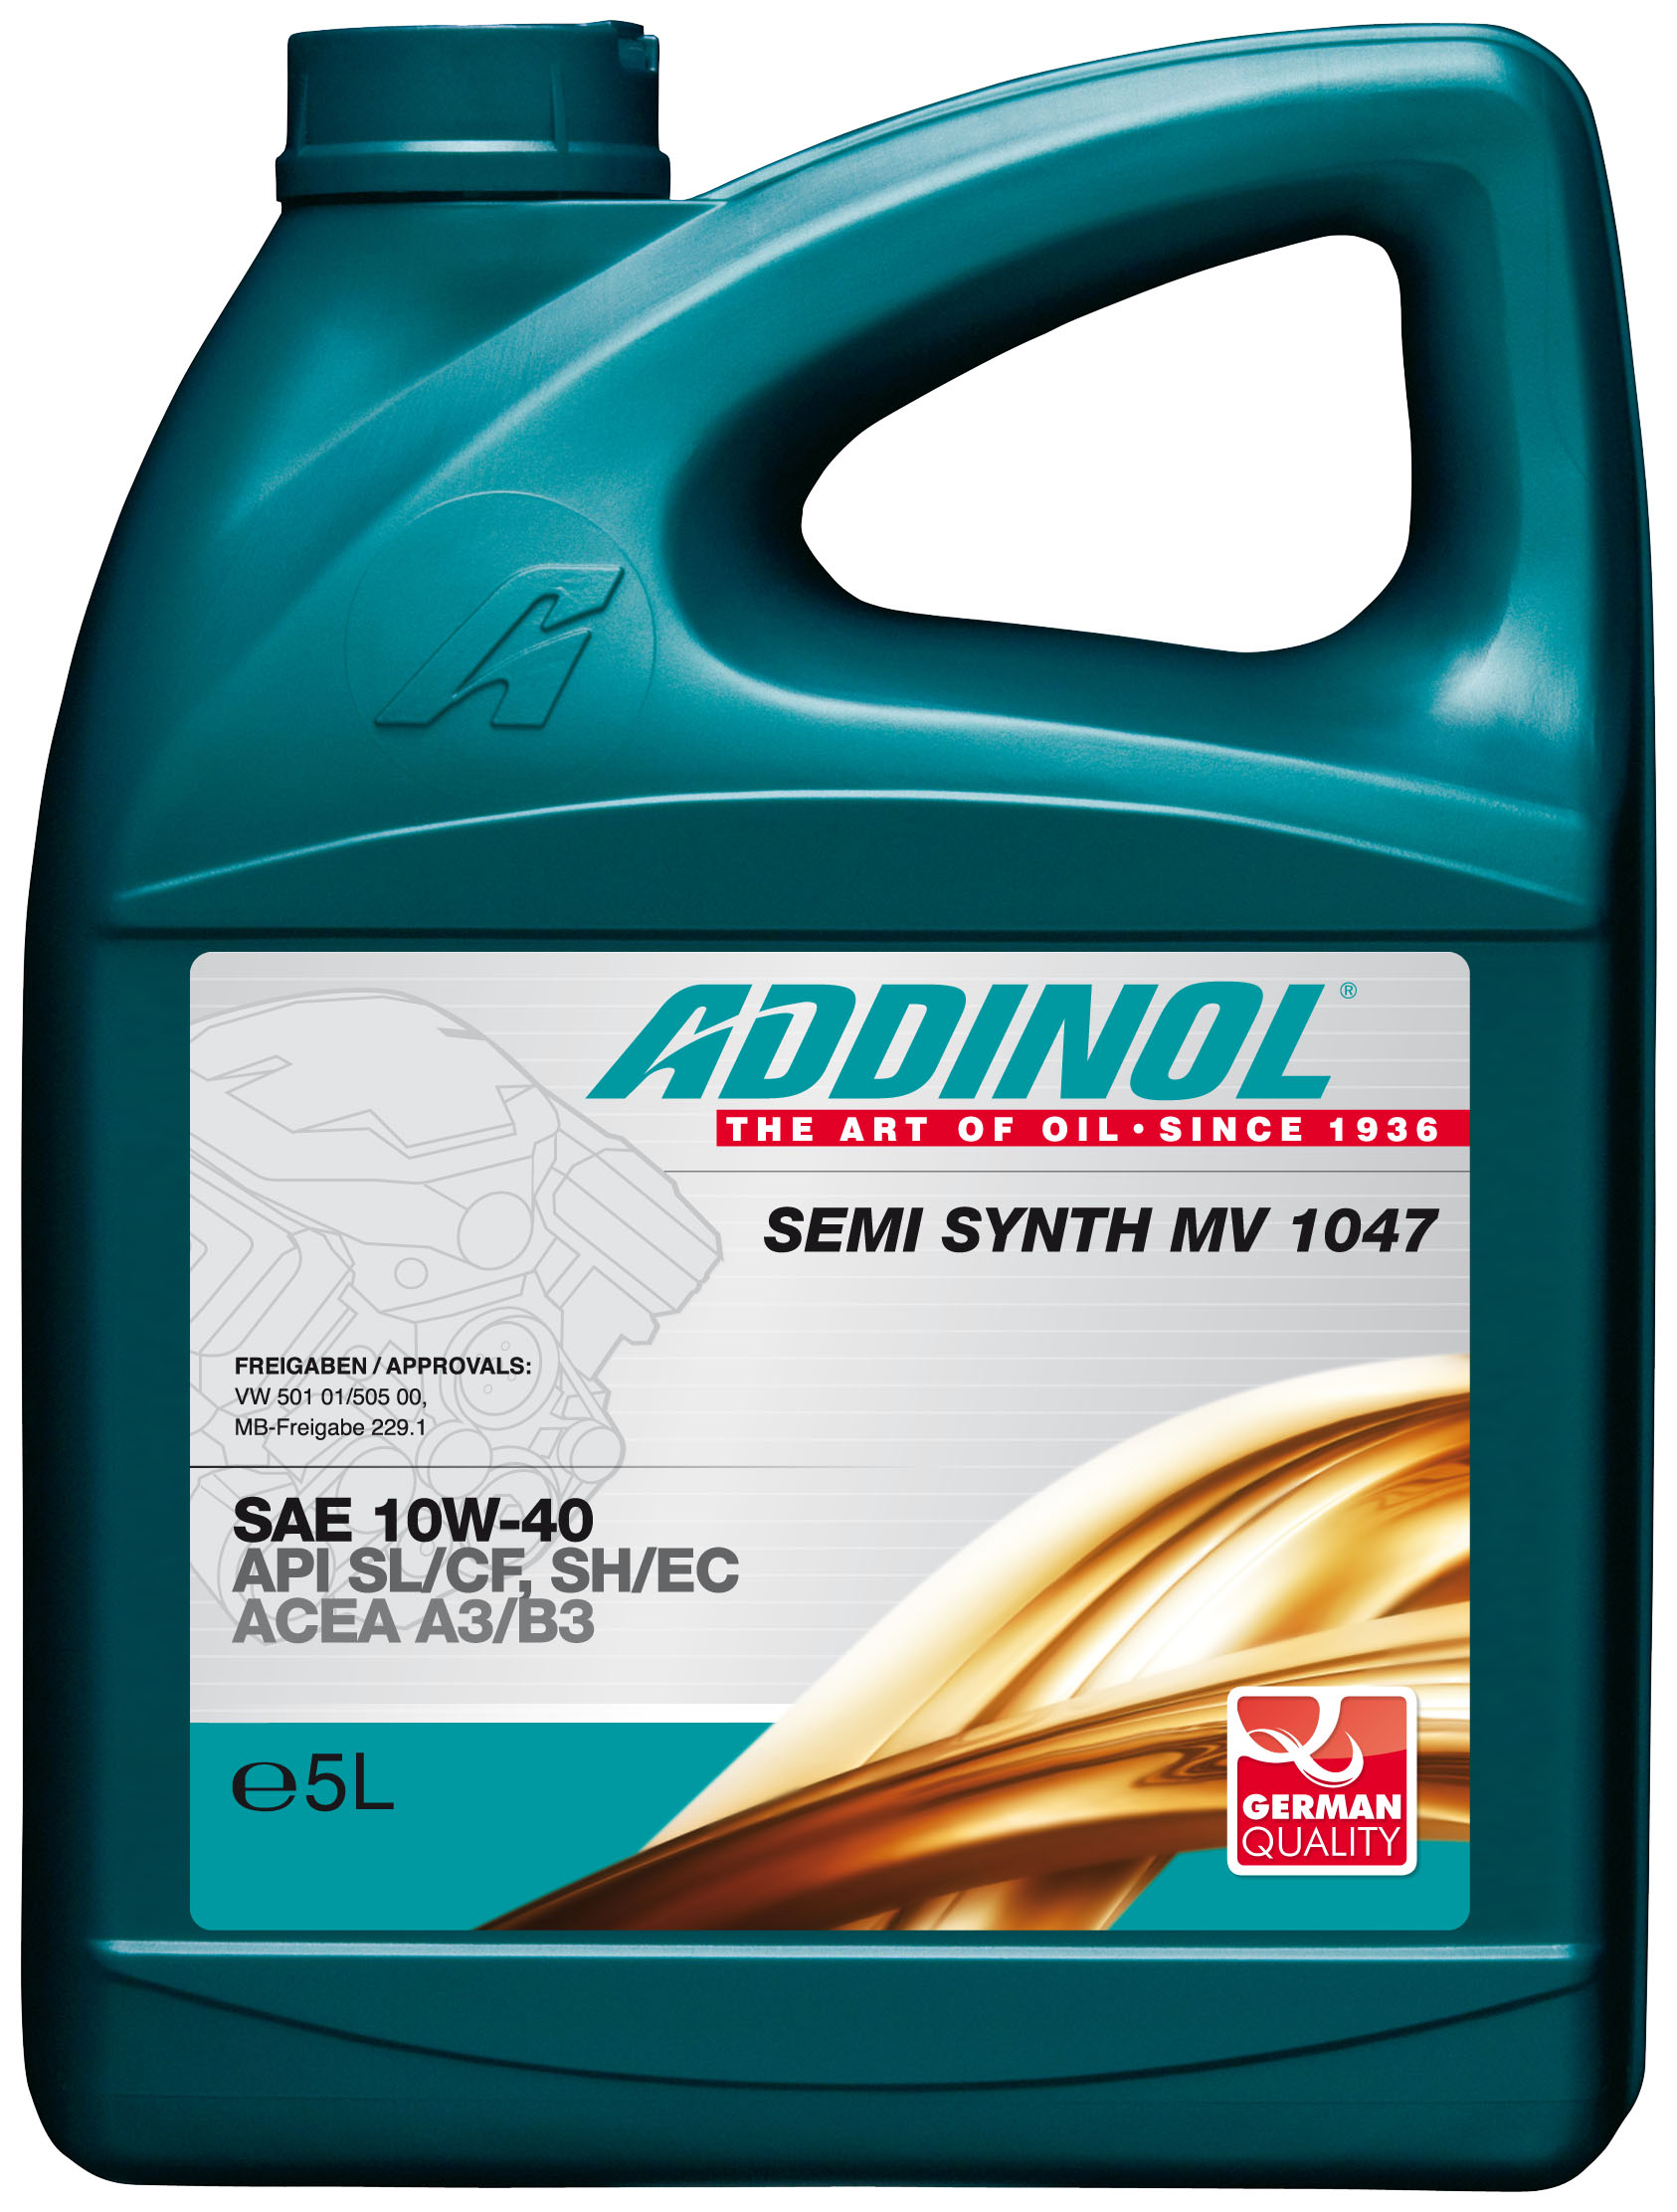 ADDINOL®
THE ART OF OIL • SINCE 1936
SEMI SYNTH MV 1047
FREIGABEN / APPROVALS:
VW 501 01/505 00,
MB-Freigabe 229.1
SAE 10W-40
API SL/CF, SH/EC
ACEA A3/B3
℮5L
GERMAN
QUALITY